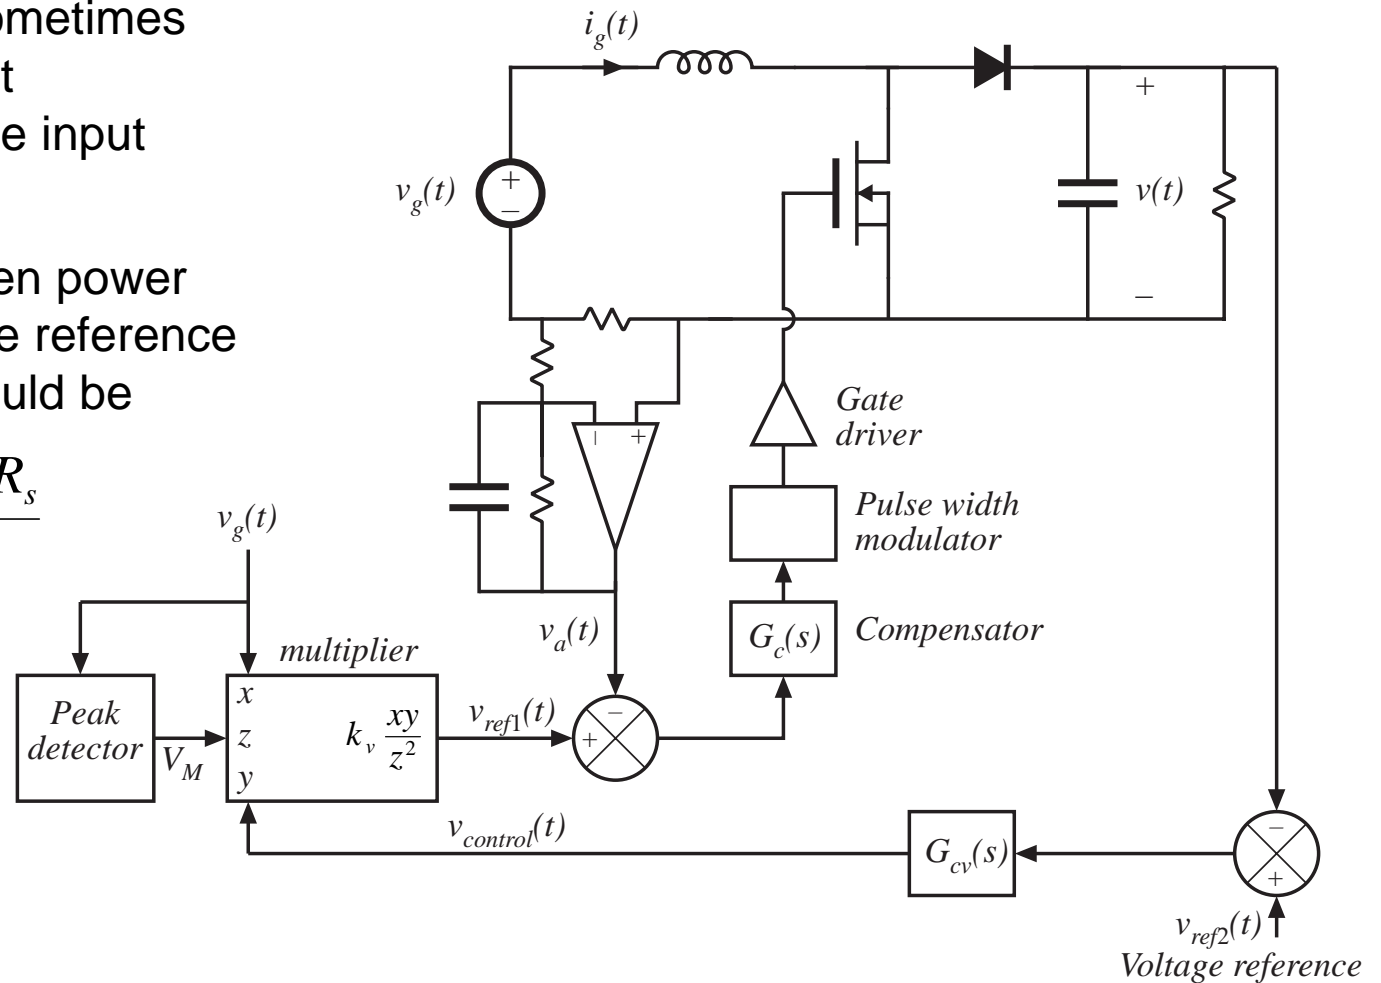 ometimes
t
e input
en power
e reference
ould be
R_s
i_g(t)
+
v_g(t)
+
−
v(t)
−
− +
Gate
driver
Pulse width
modulator
G_c(s)
Compensator
v_a(t)
v_g(t)
multiplier
Peak
detector
V_M
x
z
y
k_v xy/z^2
v_ref1(t)
−
+
v_control(t)
G_cv(s)
−
+
v_ref2(t)
Voltage reference